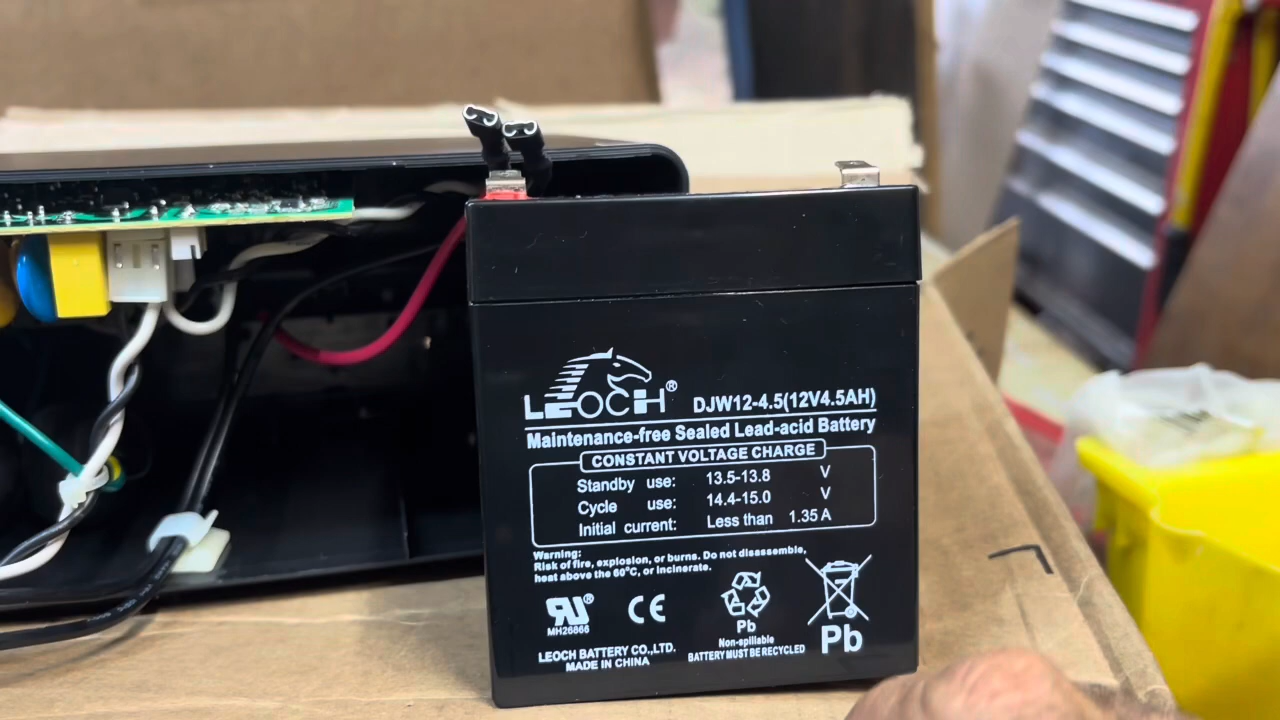 LEOCH®
DJW12-4.5(12V4.5AH)
Maintenance-free Sealed Lead-acid Battery
CONSTANT VOLTAGE CHARGE
Standby use: 13.5-13.8 V
Cycle use: 14.4-15.0 V
Initial current: Less than 1.35 A
Warning:
Risk of fire, explosion, or burns. Do not disassemble,
heat above the 60°C, or incinerate.
MH26866
CE
Pb
Non-spillable
BATTERY MUST BE RECYCLED
Pb
LEOCH BATTERY CO.,LTD.
MADE IN CHINA